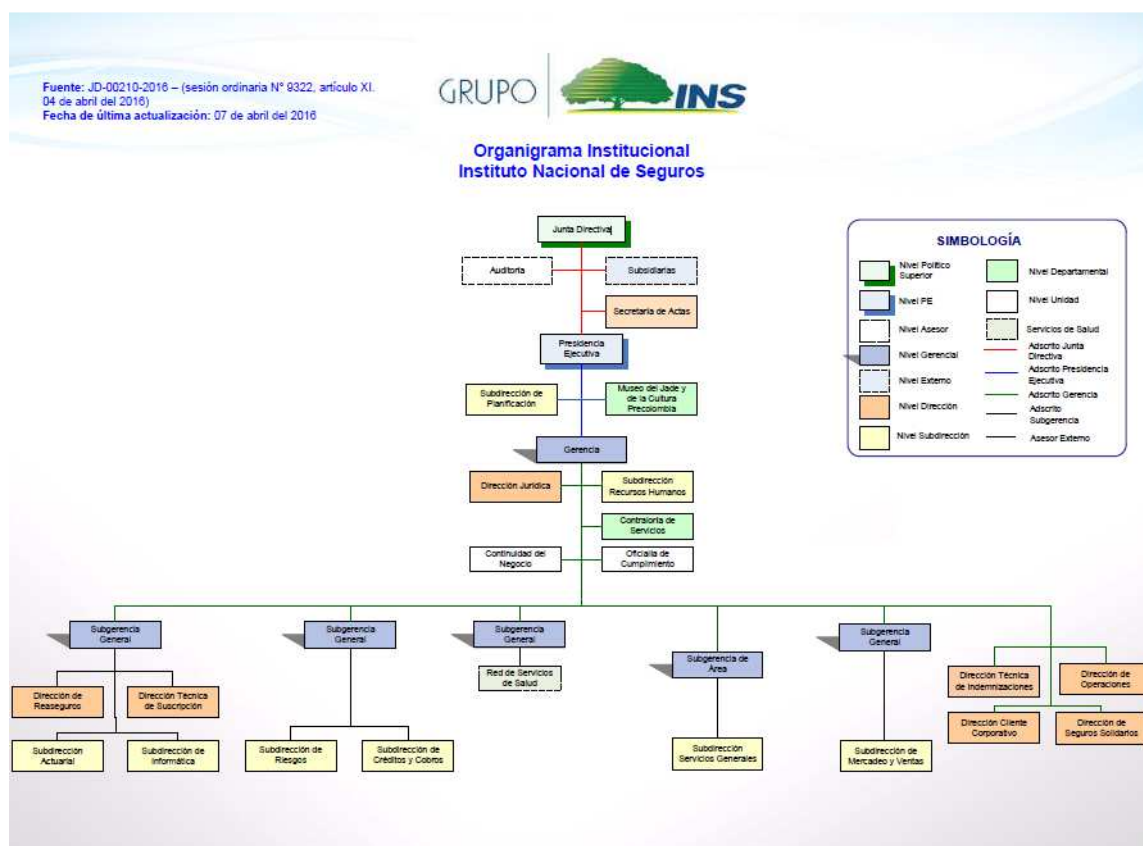 Fuente: JD-00210-2016 – (sesión ordinaria N° 9322, artículo XI.
04 de abril del 2016)
Fecha de última actualización: 07 de abril del 2016
GRUPO INS
Organigrama Institucional
Instituto Nacional de Seguros
Junta Directiva
Auditoría
Subsidiarias
Secretaría de Actas
Presidencia
Ejecutiva
Subdirección de
Planificación
Museo del Jade y
de la Cultura
Precolombia
Gerencia
Dirección Jurídica
Subdirección
Recursos Humanos
Contraloría de
Servicios
Continuidad del
Negocio
Oficialía de
Cumplimiento
SIMBOLOGÍA
Nivel Político
Superior
Nivel PE
Nivel Asesor
Nivel Gerencial
Nivel Externo
Nivel Dirección
Nivel Subdirección
Nivel Departamental
Nivel Unidad
Servicios de Salud
Adscrito Junta
Directiva
Adscrito Presidencia
Ejecutiva
Adscrito Gerencia
Adscrito
Subgerencia
Asesor Externo
Subgerencia
General
Dirección de
Reaseguros
Dirección Técnica
de Suscripción
Subdirección
Actuarial
Subdirección de
Informática
Subgerencia
General
Subdirección de
Riesgos
Subdirección de
Créditos y Cobros
Subgerencia
General
Red de Servicios
de Salud
Subgerencia de
Área
Subdirección
Servicios Generales
Subgerencia
General
Subdirección de
Mercadeo y Ventas
Dirección Técnica
de Indemnizaciones
Dirección de
Operaciones
Dirección Cliente
Corporativo
Dirección de
Seguros Solidarios